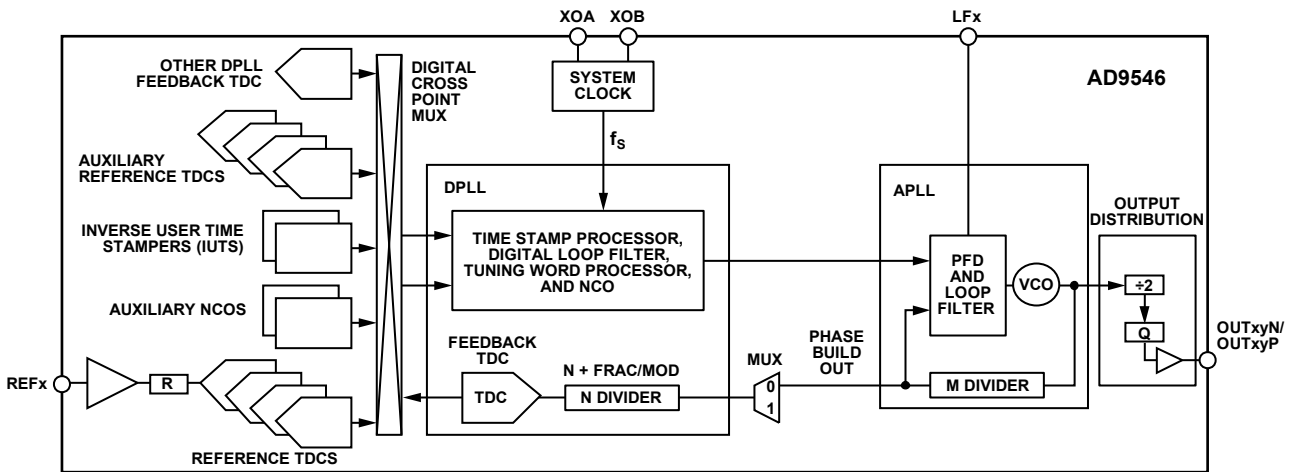 XOA
XOB
LFx
AD9546
OTHER DPLL
FEEDBACK TDC
DIGITAL
CROSS
POINT
MUX
SYSTEM
CLOCK
fS
AUXILIARY
REFERENCE TDCS
DPLL
APLL
OUTPUT
DISTRIBUTION
INVERSE USER TIME
STAMPERS (IUTS)
TIME STAMP PROCESSOR,
DIGITAL LOOP FILTER,
TUNING WORD PROCESSOR,
AND NCO
PFD
AND
LOOP
FILTER
VCO
÷2
Q
OUTxyN/
OUTxyP
AUXILIARY NCOS
FEEDBACK
TDC
N + FRAC/MOD
MUX
PHASE
BUILD
OUT
REFx
R
TDC
N DIVIDER
0
1
M DIVIDER
REFERENCE TDCS